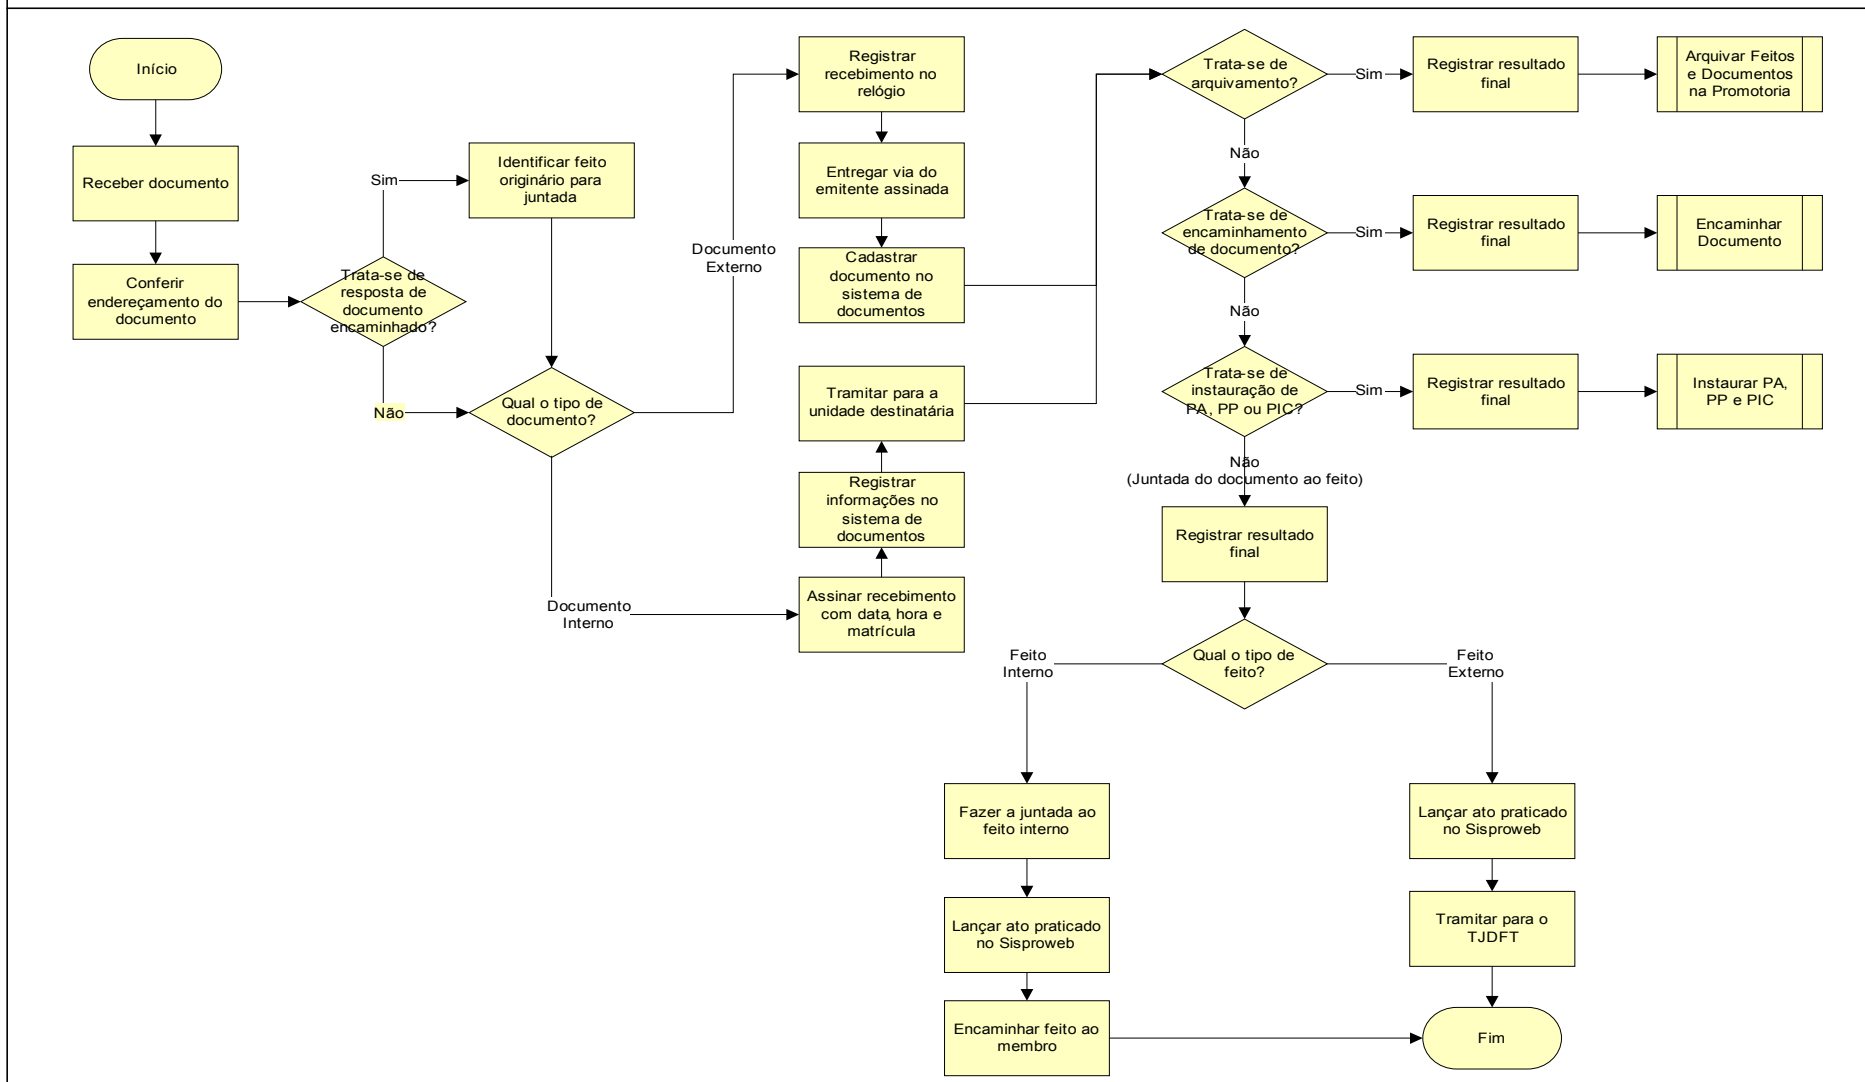 Início
Receber documento
Conferir
endereçamento do
documento
Trata-se de
resposta de
documento
encaminhado?
Sim
Não
Identificar feito
originário para
juntada
Qual o tipo de
documento?
Documento
Externo
Documento
Interno
Registrar
recebimento no
relógio
Entregar via do
emitente assinada
Cadastrar
documento no
sistema de
documentos
Tramitar para a
unidade destinatária
Registrar
informações no
sistema de
documentos
Assinar recebimento
com data, hora e
matrícula
Trata-se de
arquivamento?
Sim
Registrar resultado
final
Arquivar Feitos
e Documentos
na Promotoria
Não
Trata-se de
encaminhamento
de documento?
Sim
Registrar resultado
final
Encaminhar
Documento
Não
Trata-se de
instauração de
PA, PP ou PIC?
Sim
Registrar resultado
final
Instaurar PA,
PP e PIC
Não
(Juntada do documento ao feito)
Registrar resultado
final
Qual o tipo de
feito?
Feito
Interno
Feito
Externo
Fazer a juntada ao
feito interno
Lançar ato praticado
no Sisproweb
Encaminhar feito ao
membro
Lançar ato praticado
no Sisproweb
Tramitar para o
TJDFT
Fim